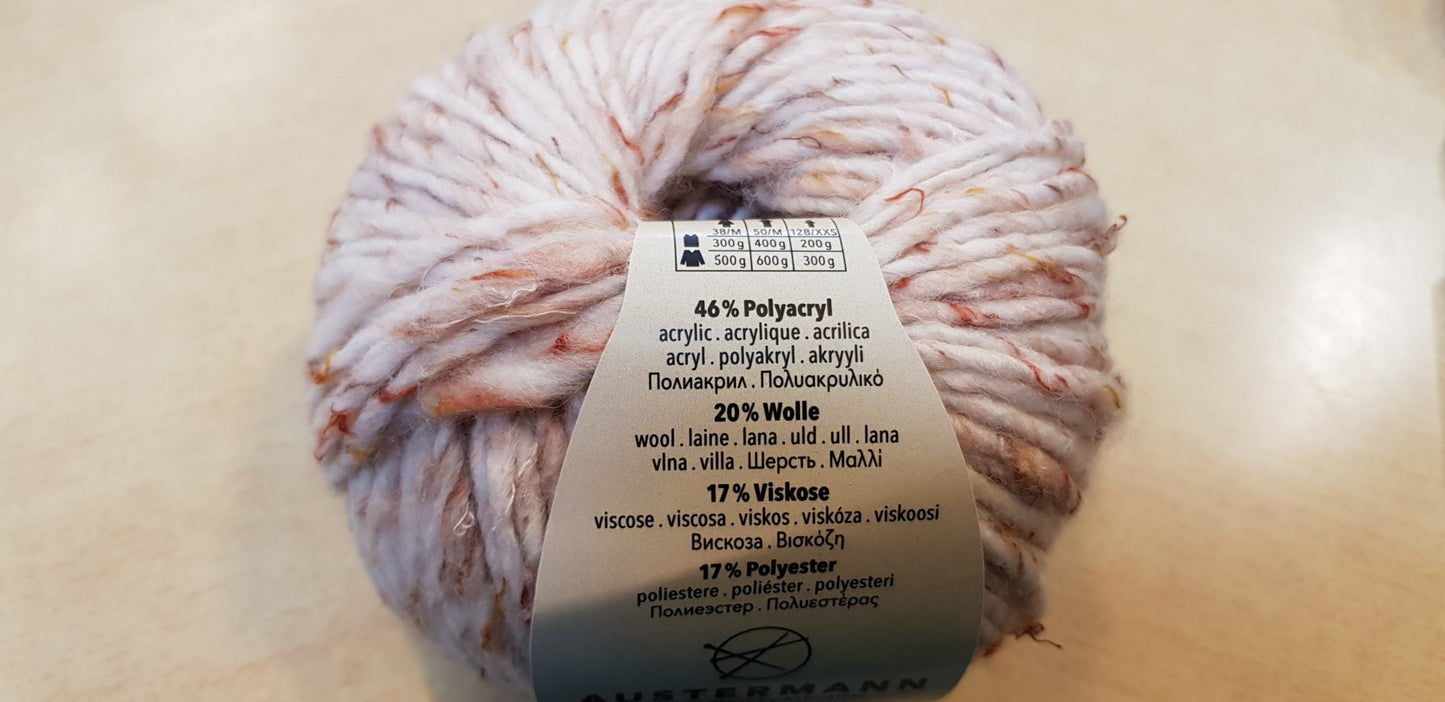 38/M 50/M 128/XXS
300g 400g 200g
500g 600g 300g
46% Polyacryl
acrylic . acrylique . acrilica
acryl . polyakryl . akryyli
Полиакрил . Πολυακρυλικό
20% Wolle
wool . laine . lana . uld . ull . lana
vlna . villa . Шерсть . Μαλλί
17% Viskose
viscose . viscosa . viskos . viskóza . viskoosi
Вискоза . Βισκόζη
17% Polyester
poliestere . poliéster . polyesteri
Полиеэстер . Πολυεστέρας
AUSTERMANN